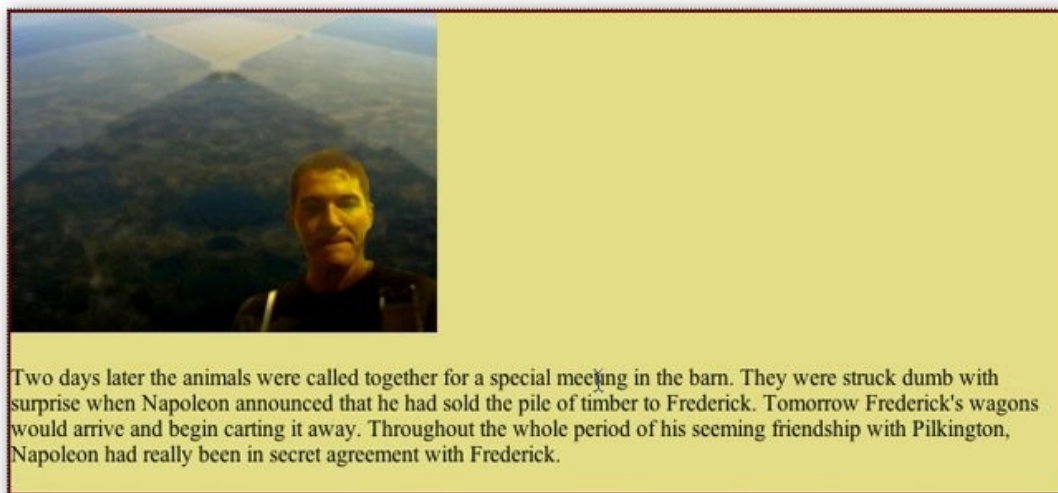 Two days later the animals were called together for a special meeting in the barn. They were struck dumb with
surprise when Napoleon announced that he had sold the pile of timber to Frederick. Tomorrow Frederick's wagons
would arrive and begin carting it away. Throughout the whole period of his seeming friendship with Pilkington,
Napoleon had really been in secret agreement with Frederick.